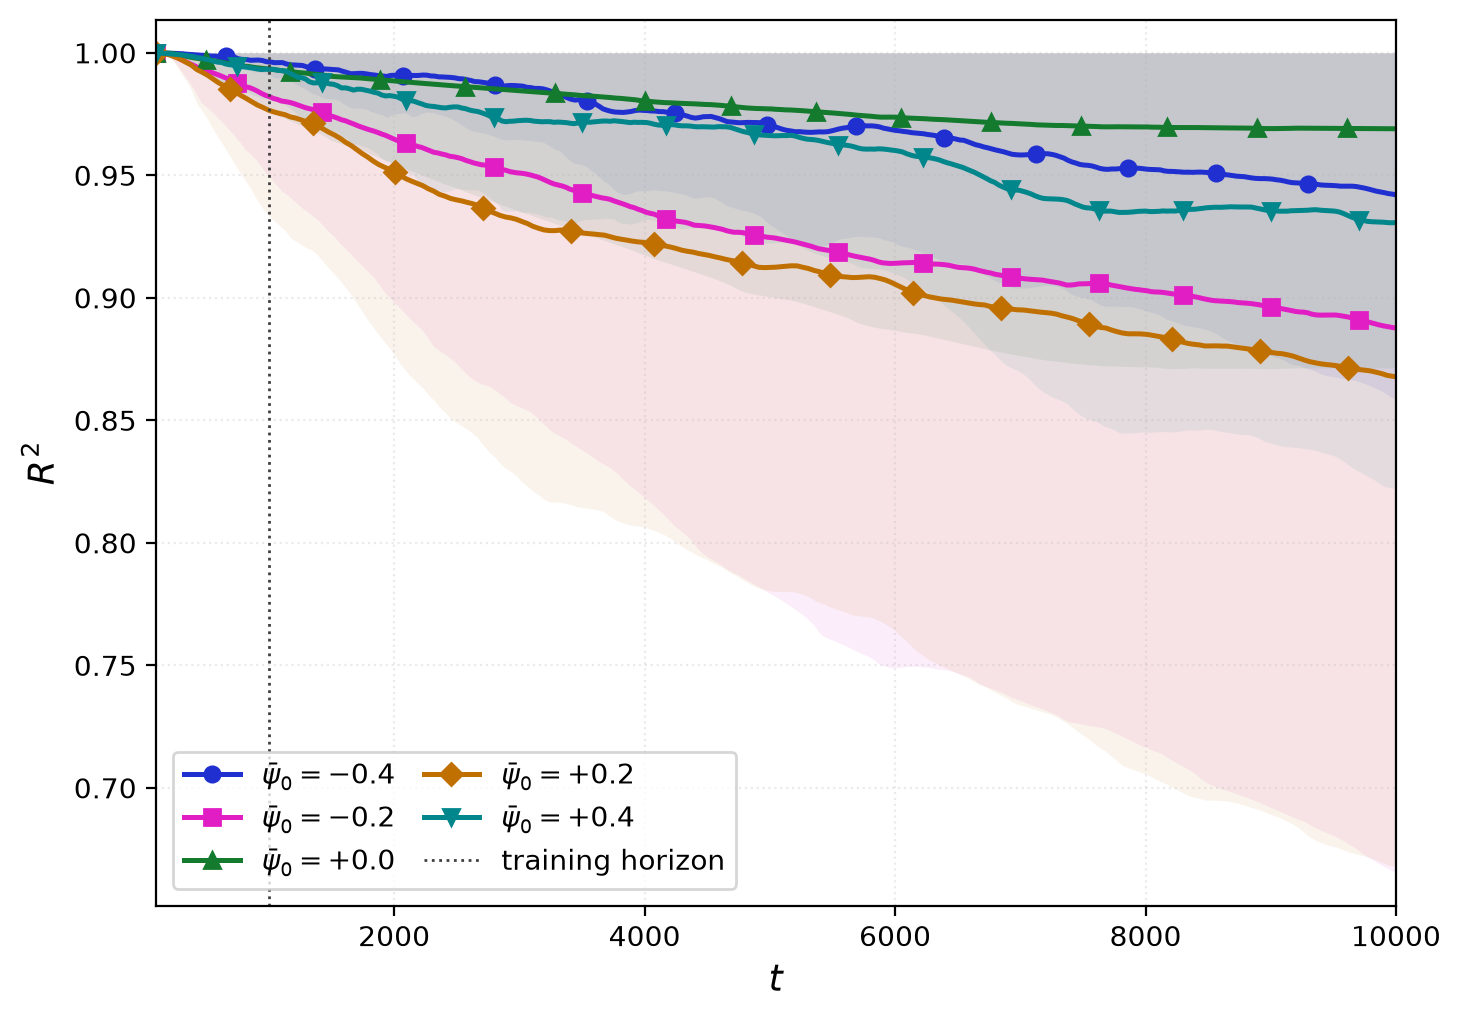 1.00
0.95
0.90
0.85
0.80
0.75
0.70
R²
ψ̄₀ = −0.4
ψ̄₀ = −0.2
ψ̄₀ = +0.0
ψ̄₀ = +0.2
ψ̄₀ = +0.4
training horizon
2000 4000 6000 8000 10000
t